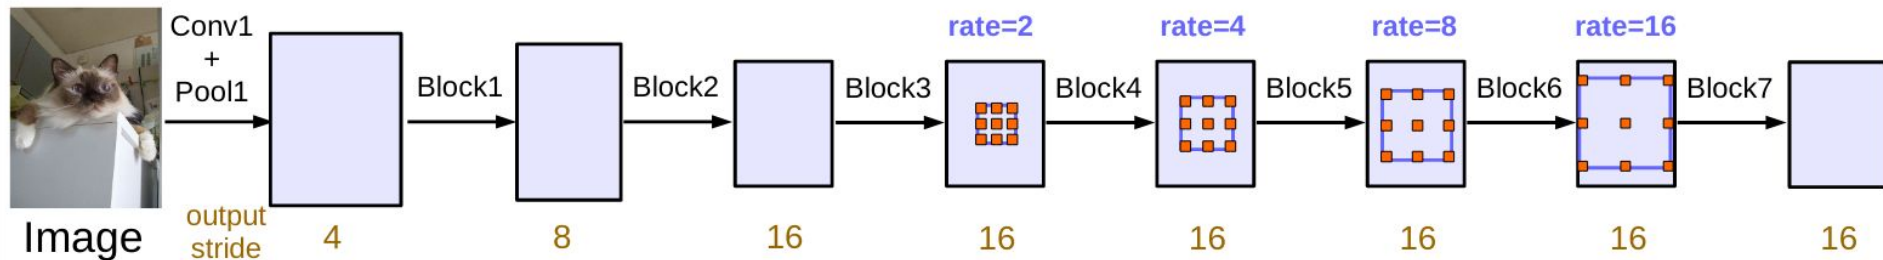 Conv1
+
Pool1
Block1
Block2
Block3
Block4
Block5
Block6
Block7
rate=2
rate=4
rate=8
rate=16
Image
output
stride
4
8
16
16
16
16
16
16